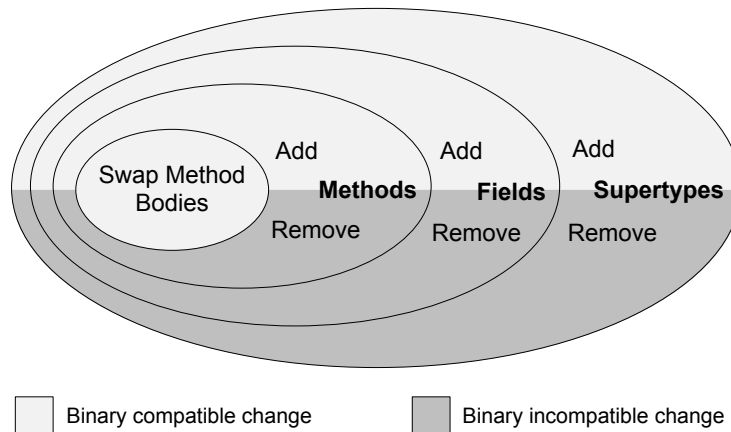 Add Add Add
Swap Method Bodies
Methods Fields Supertypes
Remove Remove Remove
Binary compatible change Binary incompatible change